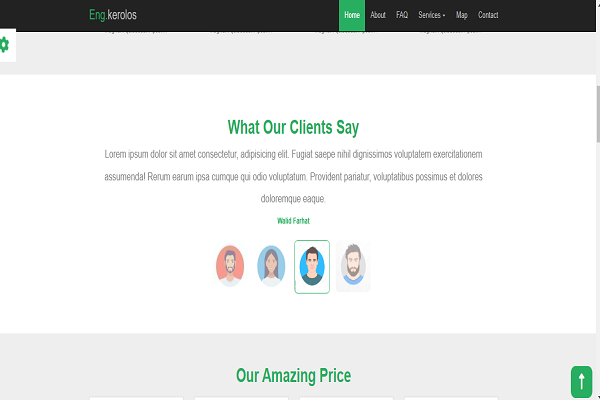 Eng.kerolos
Home About FAQ Services Map Contact
What Our Clients Say
Lorem ipsum dolor sit amet consectetur, adipisicing elit. Fugiat saepe nihil dignissimos voluptatem exercitationem
assumenda! Rerum earum ipsa cumque qui odio voluptatum. Provident pariatur, voluptatibus possimus et dolores
doloremque eaque.
Walid Farhat
Our Amazing Price